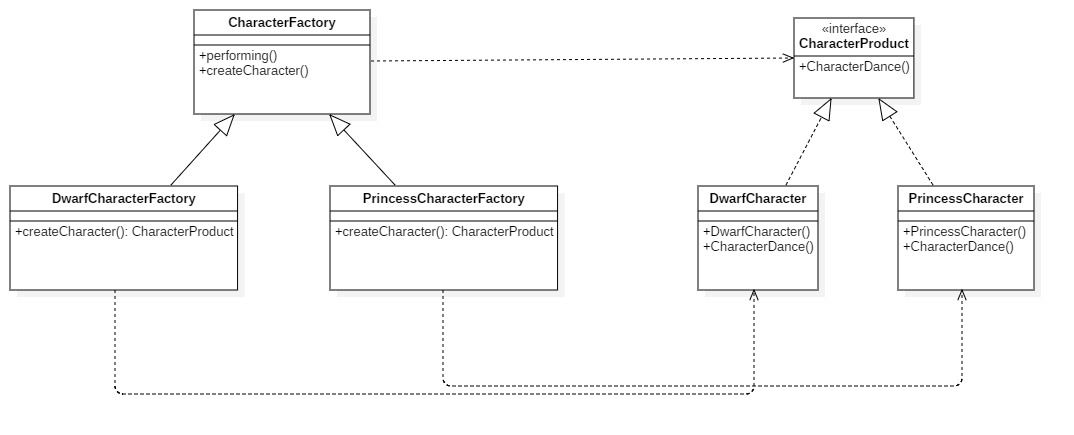 CharacterFactory
+performing()
+createCharacter()
«interface»
CharacterProduct
+CharacterDance()
DwarfCharacterFactory
+createCharacter(): CharacterProduct
PrincessCharacterFactory
+createCharacter(): CharacterProduct
DwarfCharacter
+DwarfCharacter()
+CharacterDance()
PrincessCharacter
+PrincessCharacter()
+CharacterDance()